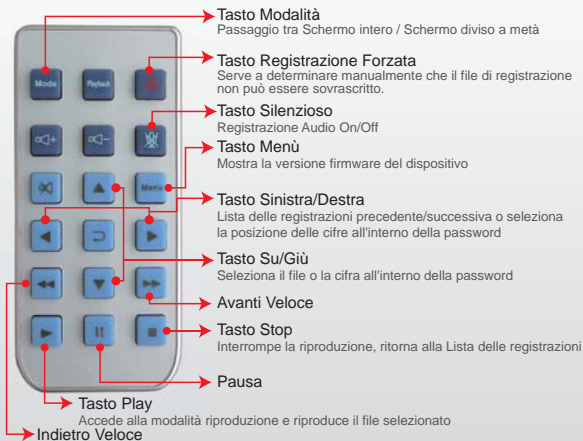 Tasto Modalità
Passaggio tra Schermo intero / Schermo diviso a metà
Tasto Registrazione Forzata
Serve a determinare manualmente che il file di registrazione
non può essere sovrascritto.
Mode
Playback
Tasto Silenzioso
Registrazione Audio On/Off
Tasto Menù
Mostra la versione firmware del dispositivo
Menu
Tasto Sinistra/Destra
Lista delle registrazioni precedente/successiva o seleziona
la posizione delle cifre all'interno della password
Tasto Su/Giù
Seleziona il file o la cifra all'interno della password
Avanti Veloce
Tasto Stop
Interrompe la riproduzione, ritorna alla Lista delle registrazioni
Pausa
Tasto Play
Accede alla modalità riproduzione e riproduce il file selezionato
Indietro Veloce